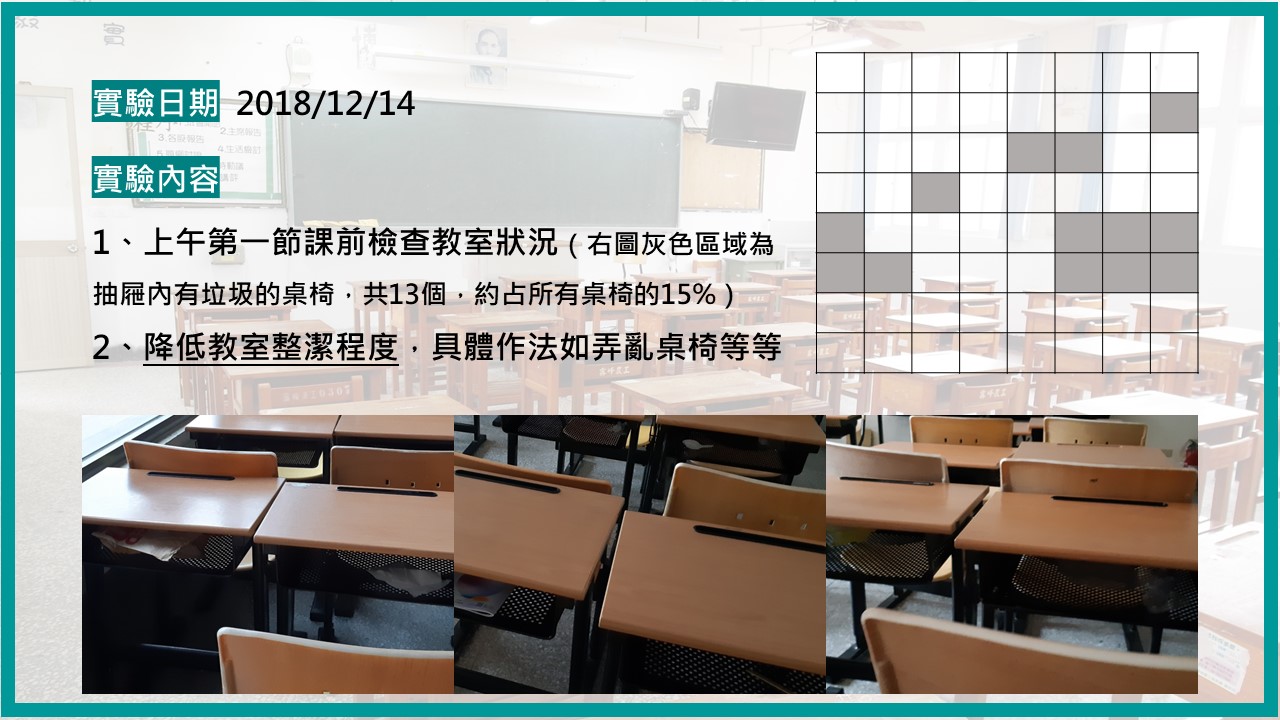 實驗日期 2018/12/14
實驗內容
1、上午第一節課前檢查教室狀況（右圖灰色區域為
抽屜內有垃圾的桌椅，共13個，約占所有桌椅的15%）
2、降低教室整潔程度，具體作法如弄亂桌椅等等